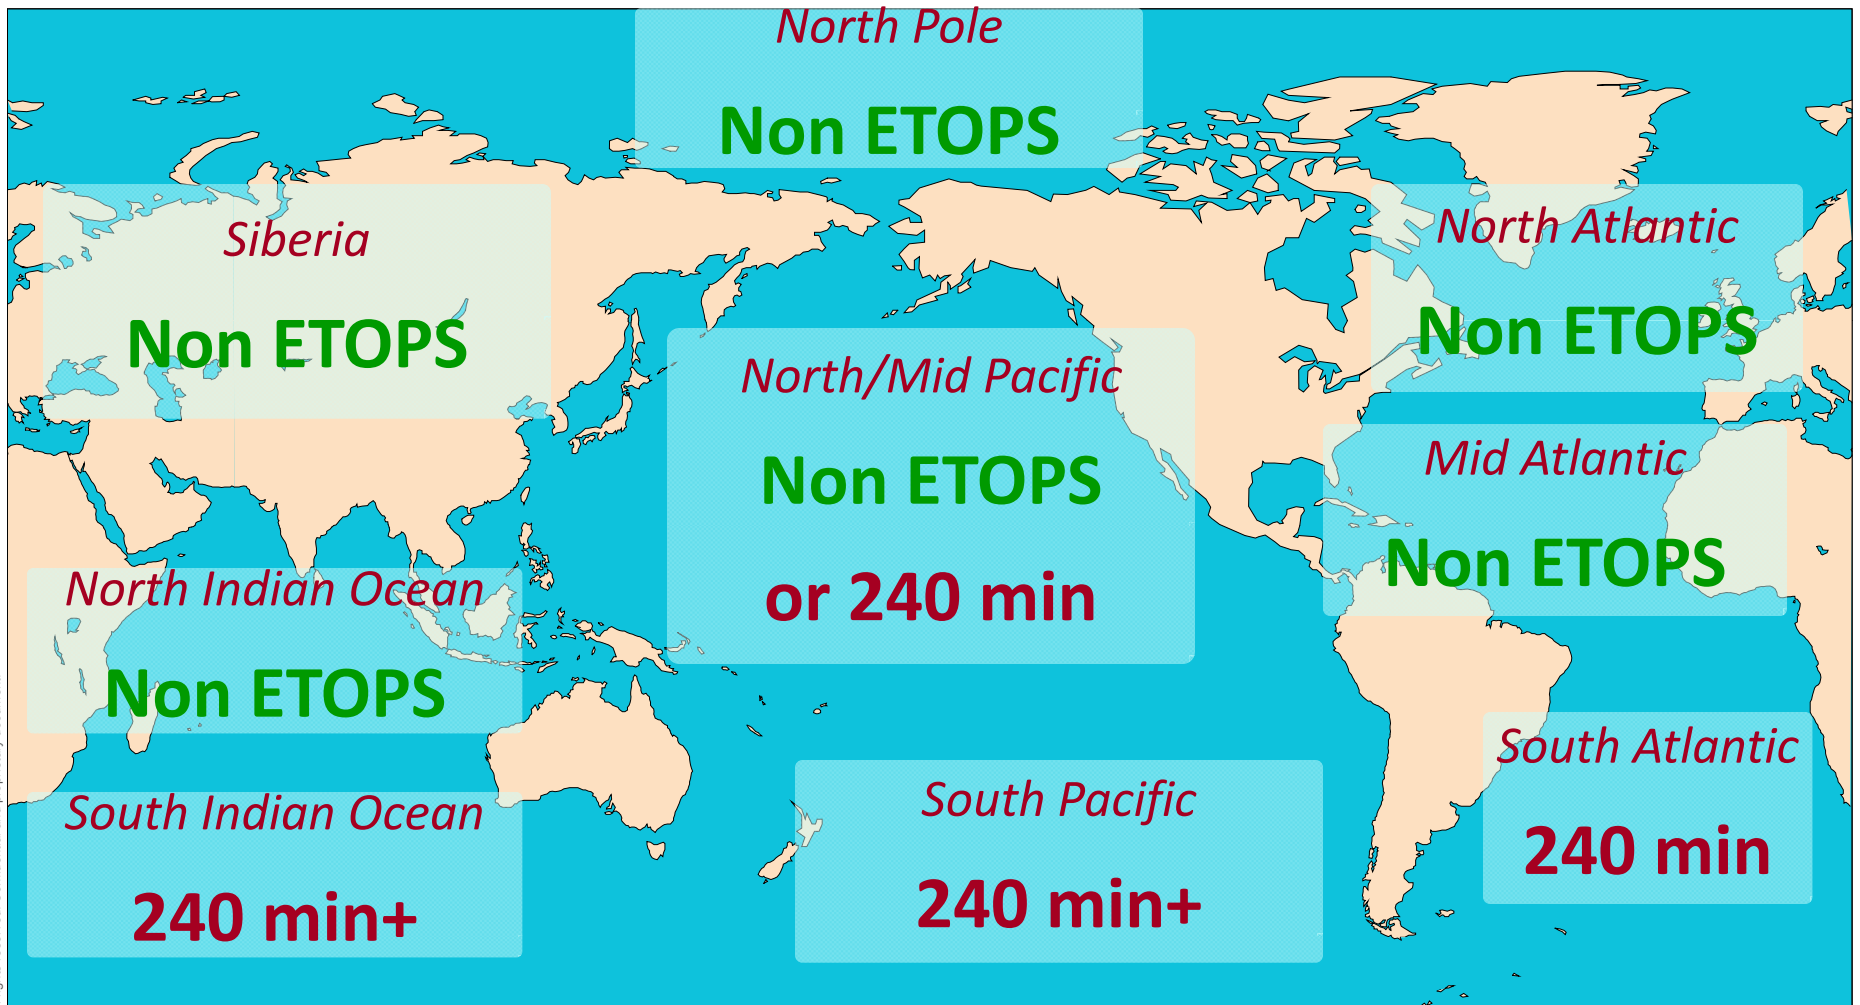 North Pole
Non ETOPS
Siberia
Non ETOPS
North Atlantic
Non ETOPS
North/Mid Pacific
Non ETOPS
or 240 min
Mid Atlantic
Non ETOPS
North Indian Ocean
Non ETOPS
South Atlantic
240 min
South Indian Ocean
240 min+
South Pacific
240 min+